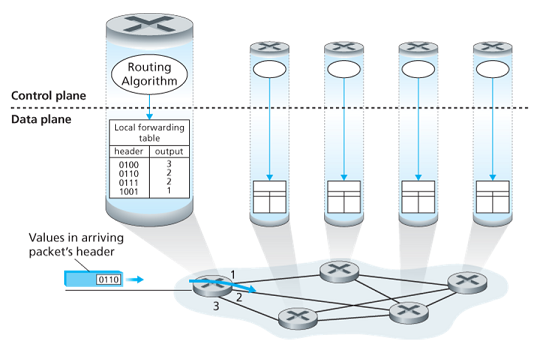 Routing
Algorithm
Control plane
Data plane
Local forwarding
table
header output
0100 3
0110 2
0111 2
1001 1
Values in arriving
packet's header
0110
1
2
3